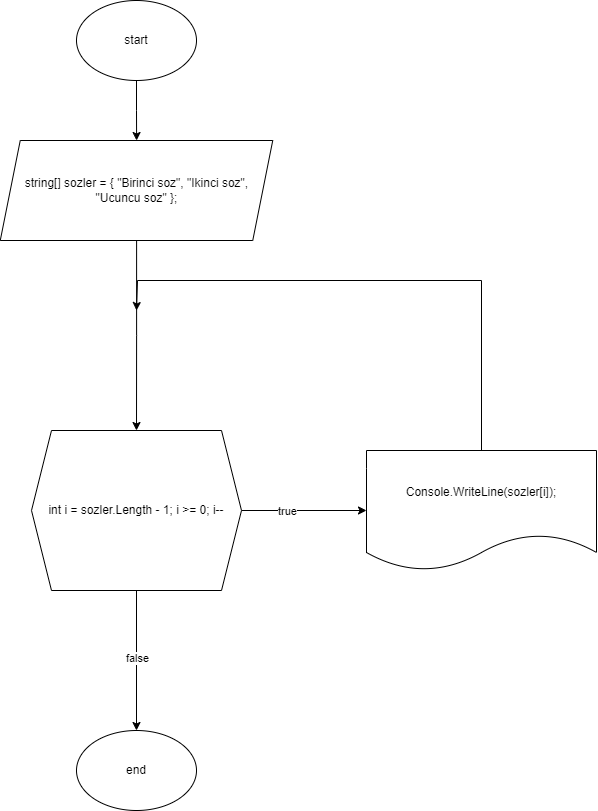 start
string[] sozler = { "Birinci soz", "Ikinci soz",
"Ucuncu soz" };
int i = sozler.Length - 1; i >= 0; i--
true
Console.WriteLine(sozler[i]);
false
end